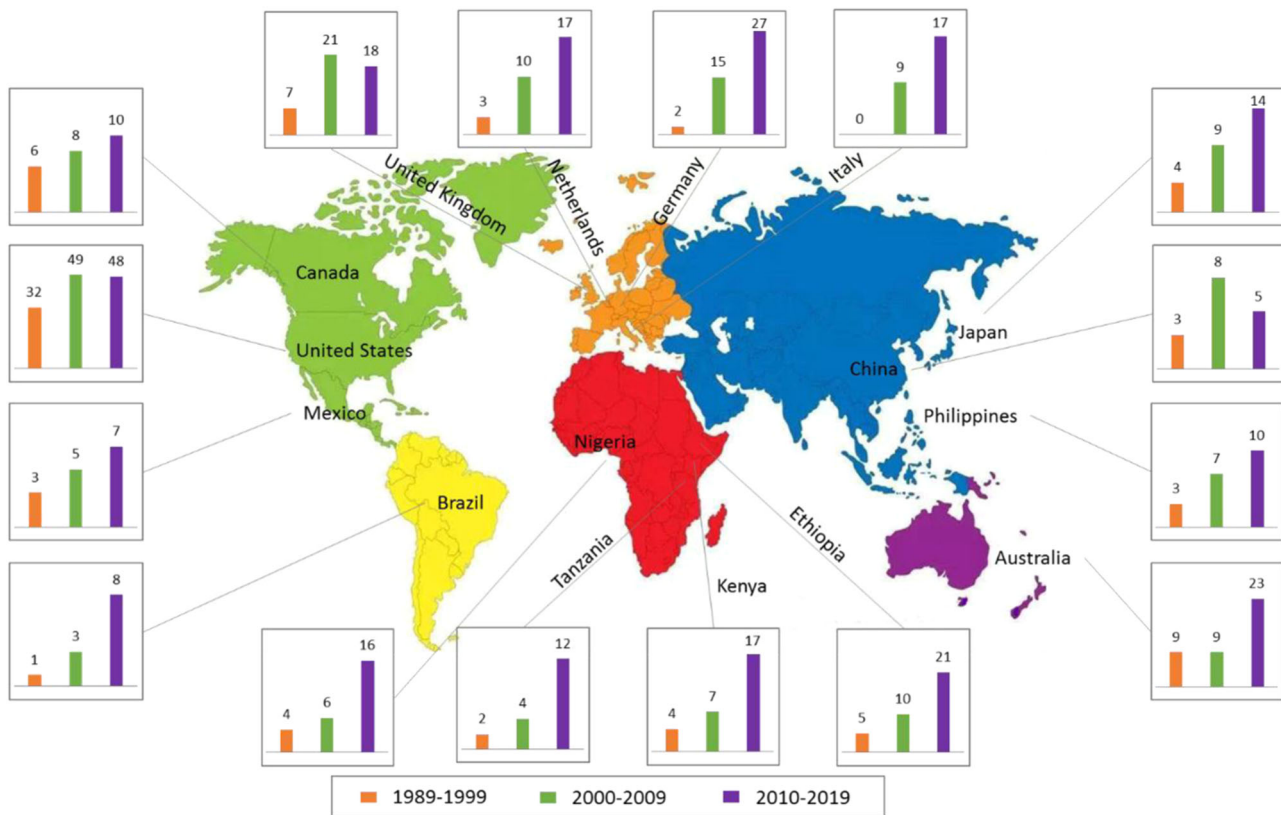 7 21 18
3 10 17
2 15 27
0 9 17
6 8 10
4 9 14
United Kingdom
Netherlands
Germany
Italy
Canada
32 49 48
United States
Japan
3 8 5
China
3 5 7
Mexico
Nigeria
Philippines
3 7 10
Brazil
1 3 8
Tanzania
Ethiopia
Kenya
Australia
9 9 23
4 6 16
2 4 12
4 7 17
5 10 21
1989-1999 2000-2009 2010-2019